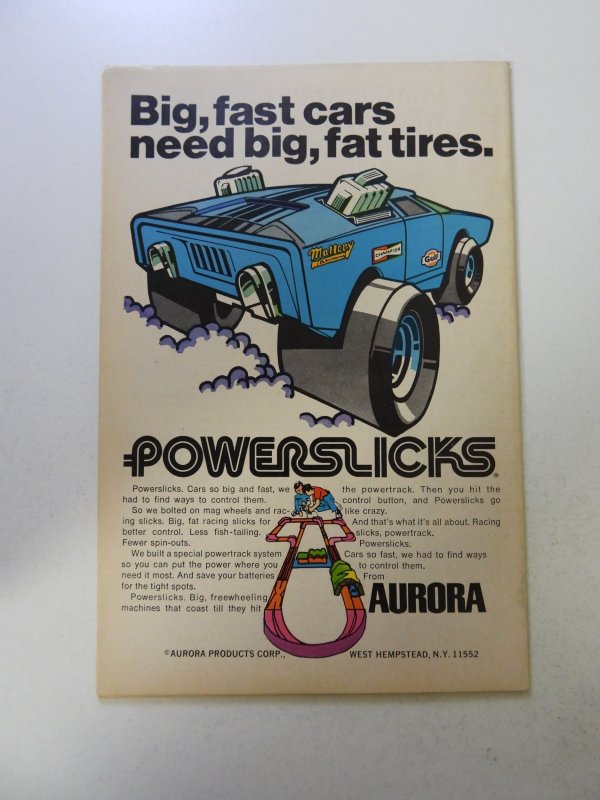 Big, fast cars
need big, fat tires.
Mallory
CHAMPION
Gulf
POWERSLICKS®
Powerslicks. Cars so big and fast, we
had to find ways to control them.
So we bolted on mag wheels and rac-
ing slicks. Big, fat racing slicks for
better control. Less fish-tailing.
Fewer spin-outs.
We built a special powertrack system
so you can put the power where you
need it most. And save your batteries
for the tight spots.
Powerslicks. Big, freewheeling
machines that coast till they hit
the powertrack. Then you hit the
control button, and Powerslicks go
like crazy.
And that's what it's all about. Racing
slicks, powertrack.
Powerslicks.
Cars so fast, we had to find ways
to control them.
From
AURORA
©AURORA PRODUCTS CORP., WEST HEMPSTEAD, N.Y. 11552